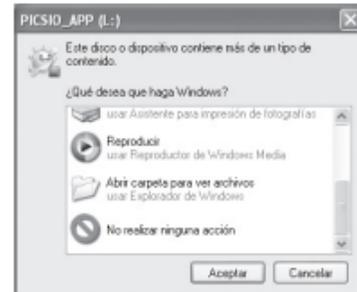 PICSIO_APP (L:)
Este disco o dispositivo contiene más de un tipo de
contenido.
¿Qué desea que haga Windows?
usar Asistente para impresión de fotografías
Reproducir
usar Reproductor de Windows Media
Abrir carpeta para ver archivos
usar Explorador de Windows
No realizar ninguna acción
Aceptar
Cancelar